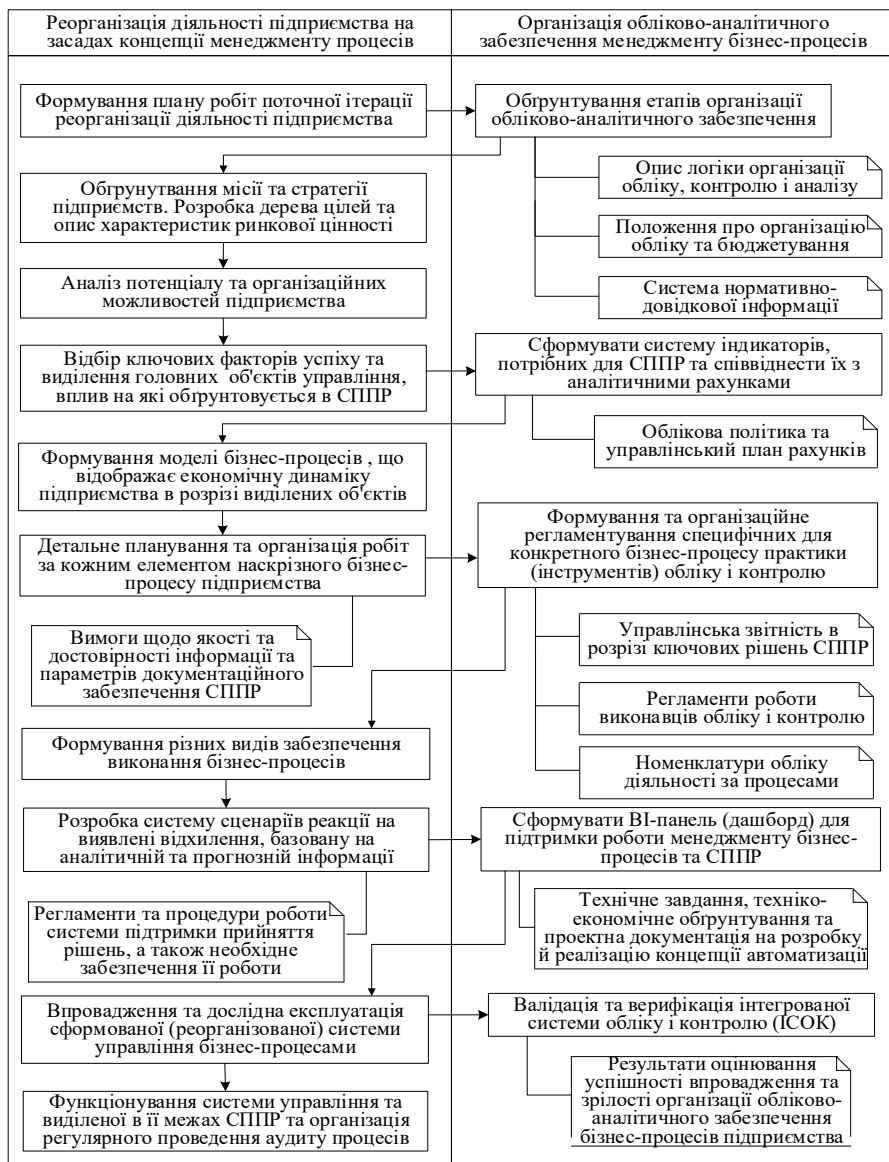 Реорганізація діяльності підприємства на
засадах концепції менеджменту процесів
Організація обліково-аналітичного
забезпечення менеджменту бізнес-процесів
Формування плану робіт поточної ітерації
реорганізації діяльності підприємства
Обґрунтування етапів організації
обліково-аналітичного забезпечення
Опис логіки організації
обліку, контролю і аналізу
Обгрунутвання місії та стратегії
підприємств. Розробка дерева цілей та
опис характеристик ринкової цінності
Положення про організацію
обліку та бюджетування
Аналіз потенціалу та організаційних
можливостей підприємства
Система нормативно-
довідкової інформації
Відбір ключових факторів успіху та
виділення головних об'єктів управління,
вплив на які обґрунтовується в СППР
Сформувати систему індикаторів,
потрібних для СППР та співвіднести їх з
аналітичними рахунками
Облікова політика та
управлінський план рахунків
Формування моделі бізнес-процесів , що
відображає економічну динаміку
підприємства в розрізі виділених об'єктів
Детальне планування та організація робіт
за кожним елементом наскрізного бізнес-
процесу підприємства
Формування та організаційне
регламентування специфічних для
конкретного бізнес-процесу практики
(інструментів) обліку і контролю
Вимоги щодо якості та
достовірності інформації та
параметрів документаційного
забезпечення СППР
Управлінська звітність в
розрізі ключових рішень СППР
Регламенти роботи
виконавців обліку і контролю
Формування різних видів забезпечення
виконання бізнес-процесів
Номенклатури обліку
діяльності за процесами
Розробка систему сценаріїв реакції на
виявлені відхилення, базовану на
аналітичній та прогнозній інформації
Сформувати BI-панель (дашборд) для
підтримки роботи менеджменту бізнес-
процесів та СППР
Регламенти та процедури роботи
системи підтримки прийняття
рішень, а також необхідне
забезпечення її роботи
Технічне завдання, техніко-
економічне обґрунтування та
проектна документація на розробку
й реалізацію концепції автоматизації
Впровадження та дослідна експлуатація
сформованої (реорганізованої) системи
управління бізнес-процесами
Валідація та верифікація інтегрованої
системи обліку і контролю (ІСОК)
Функціонування системи управління та
виділеної в її межах СППР та організація
регулярного проведення аудиту процесів
Результати оцінювання
успішності впровадження та
зрілості організації обліково-
аналітичного забезпечення
бізнес-процесів підприємства